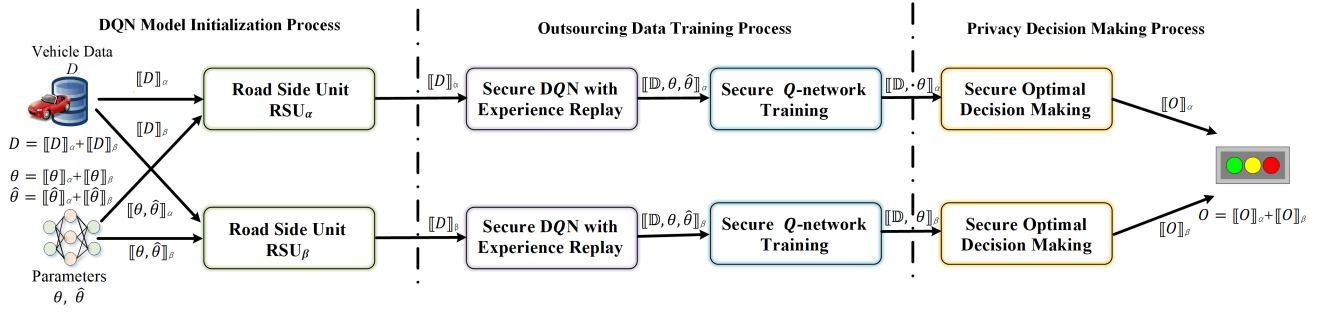 DQN Model Initialization Process
Outsourcing Data Training Process
Privacy Decision Making Process
Vehicle Data
D
⟦D⟧α
⟦D⟧β
D = ⟦D⟧α+⟦D⟧β
θ = ⟦θ⟧α+⟦θ⟧β
θ̂ = ⟦θ̂⟧α+⟦θ̂⟧β
⟦θ, θ̂⟧α
⟦θ, θ̂⟧β
Parameters
θ, θ̂
Road Side Unit
RSUα
Road Side Unit
RSUβ
⟦D⟧α
⟦D⟧β
Secure DQN with
Experience Replay
Secure DQN with
Experience Replay
⟦𝔻, θ, θ̂⟧α
⟦𝔻, θ, θ̂⟧β
Secure Q-network
Training
Secure Q-network
Training
⟦𝔻, θ⟧α
⟦𝔻, θ⟧β
Secure Optimal
Decision Making
Secure Optimal
Decision Making
⟦O⟧α
⟦O⟧β
O = ⟦O⟧α+⟦O⟧β